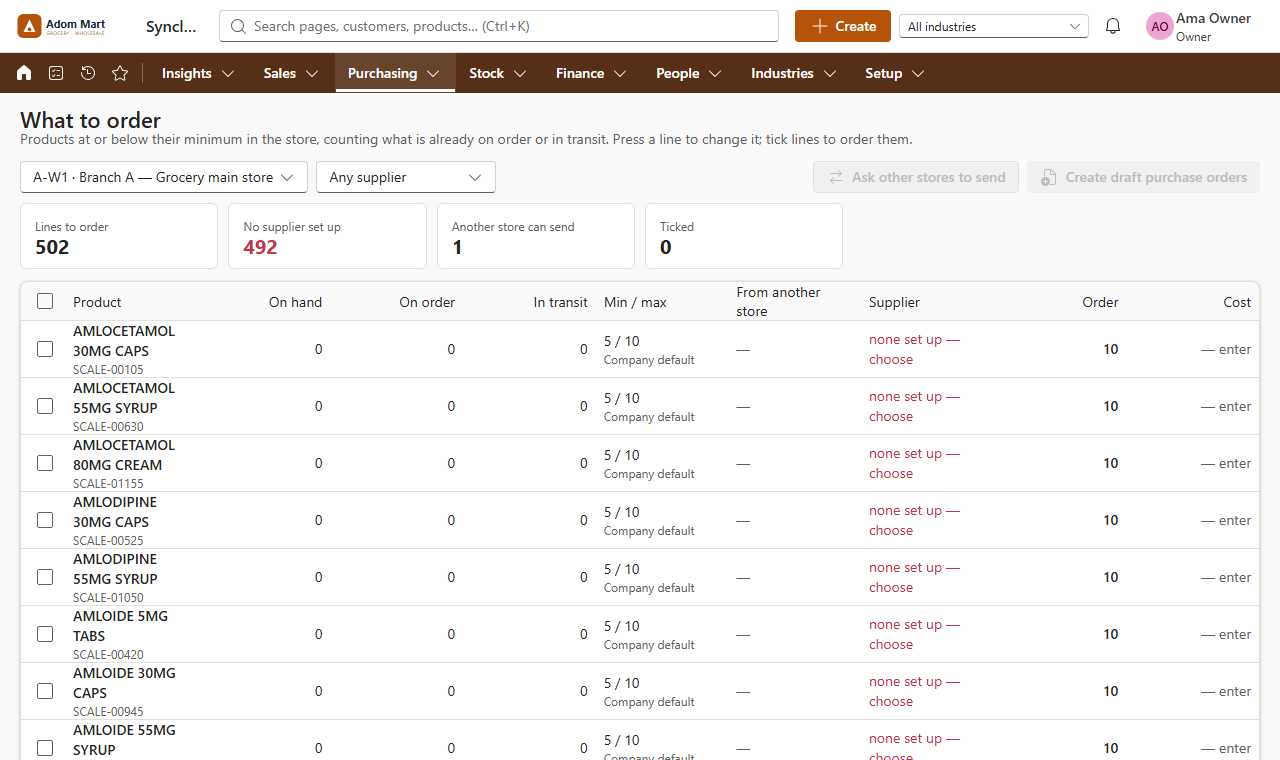 Adom Mart
GROCERY · WHOLESALE
Syncl...
Search pages, customers, products... (Ctrl+K)
Create
All industries
AO
Ama Owner
Owner
Insights
Sales
Purchasing
Stock
Finance
People
Industries
Setup
What to order
Products at or below their minimum in the store, counting what is already on order or in transit. Press a line to change it; tick lines to order them.
A-W1 · Branch A — Grocery main store
Any supplier
Ask other stores to send
Create draft purchase orders
Lines to order
502
No supplier set up
492
Another store can send
1
Ticked
0
Product On hand On order In transit Min / max From another store Supplier Order Cost
AMLOCETAMOL 30MG CAPS
SCALE-00105
0 0 0 5 / 10 Company default — none set up — choose 10 — enter
AMLOCETAMOL 55MG SYRUP
SCALE-00630
0 0 0 5 / 10 Company default — none set up — choose 10 — enter
AMLOCETAMOL 80MG CREAM
SCALE-01155
0 0 0 5 / 10 Company default — none set up — choose 10 — enter
AMLODIPINE 30MG CAPS
SCALE-00525
0 0 0 5 / 10 Company default — none set up — choose 10 — enter
AMLODIPINE 55MG SYRUP
SCALE-01050
0 0 0 5 / 10 Company default — none set up — choose 10 — enter
AMLOIDE 5MG TABS
SCALE-00420
0 0 0 5 / 10 Company default — none set up — choose 10 — enter
AMLOIDE 30MG CAPS
SCALE-00945
0 0 0 5 / 10 Company default — none set up — choose 10 — enter
AMLOIDE 55MG SYRUP
0 0 0 5 / 10 Company default — none set up — choose 10 — enter